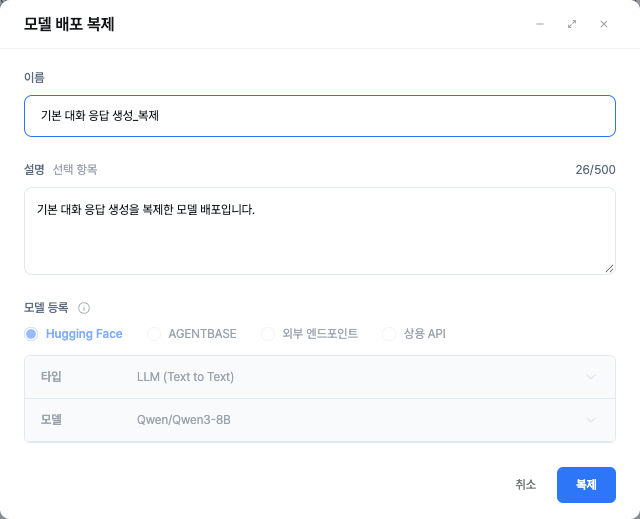 모델 배포 복제
이름
기본 대화 응답 생성_복제
설명 선택 항목 26/500
기본 대화 응답 생성을 복제한 모델 배포입니다.
모델 등록
Hugging Face AGENTBASE 외부 엔드포인트 상용 API
타입 LLM (Text to Text)
모델 Qwen/Qwen3-8B
취소 복제